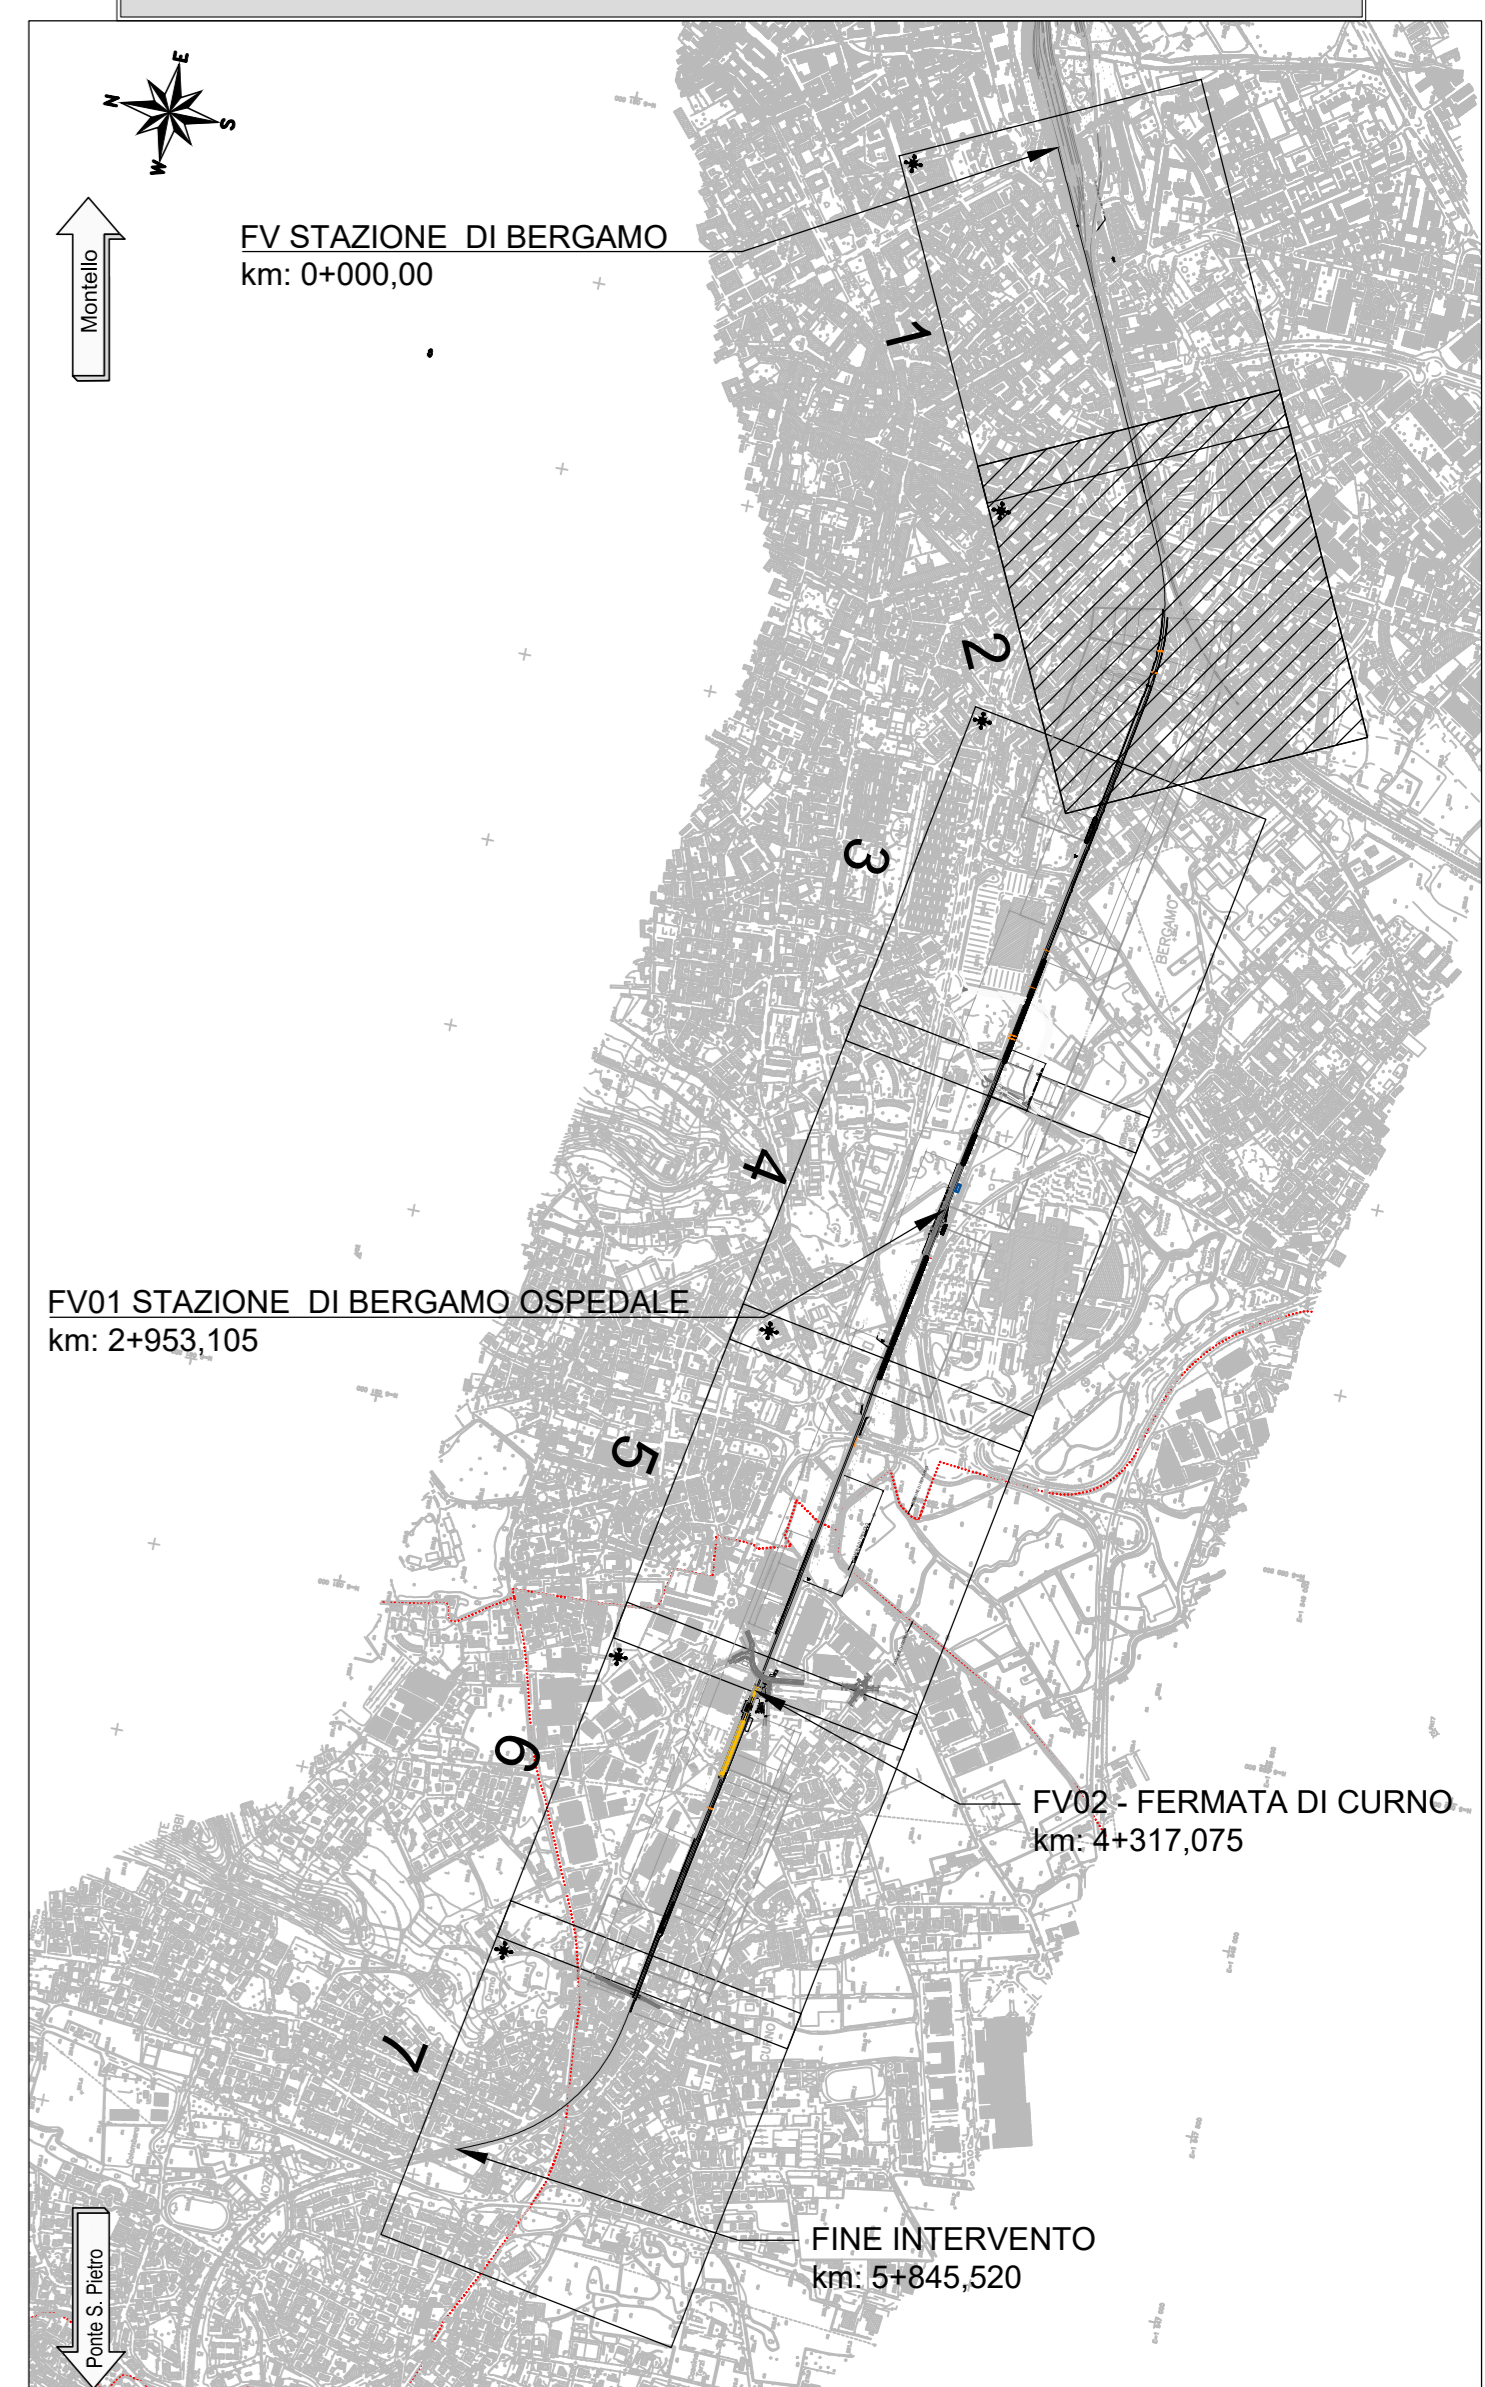 E
N
S
W
Montello
FV STAZIONE DI BERGAMO
km: 0+000,00
1
2
3
BERGAMO
4
FV01 STAZIONE DI BERGAMO OSPEDALE
km: 2+953,105
5
6
FV02 - FERMATA DI CURNO
km: 4+317,075
CURNO
7
FINE INTERVENTO
km: 5+845,520
Ponte S. Pietro